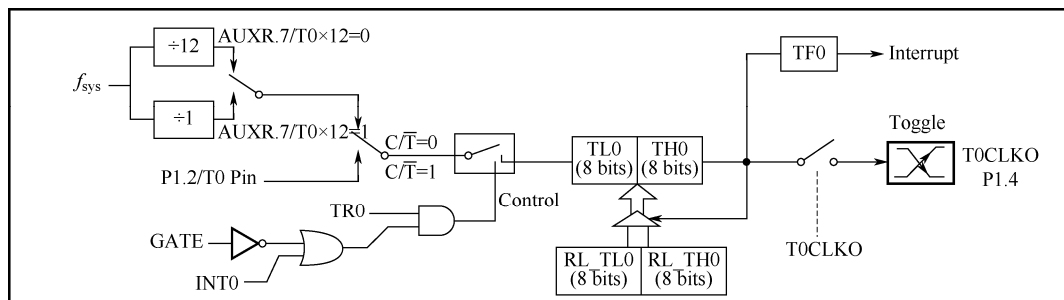 ÷12
AUXR.7/T0×12=0
fsys
÷1
AUXR.7/T0×12=1
C/T̅=0
C/T̅=1
P1.2/T0 Pin
TR0
GATE
INT0
Control
TL0
(8 bits)
TH0
(8 bits)
RL_TL0
(8 bits)
RL_TH0
(8 bits)
TF0
Interrupt
Toggle
T0CLKO
P1.4
T0CLKO